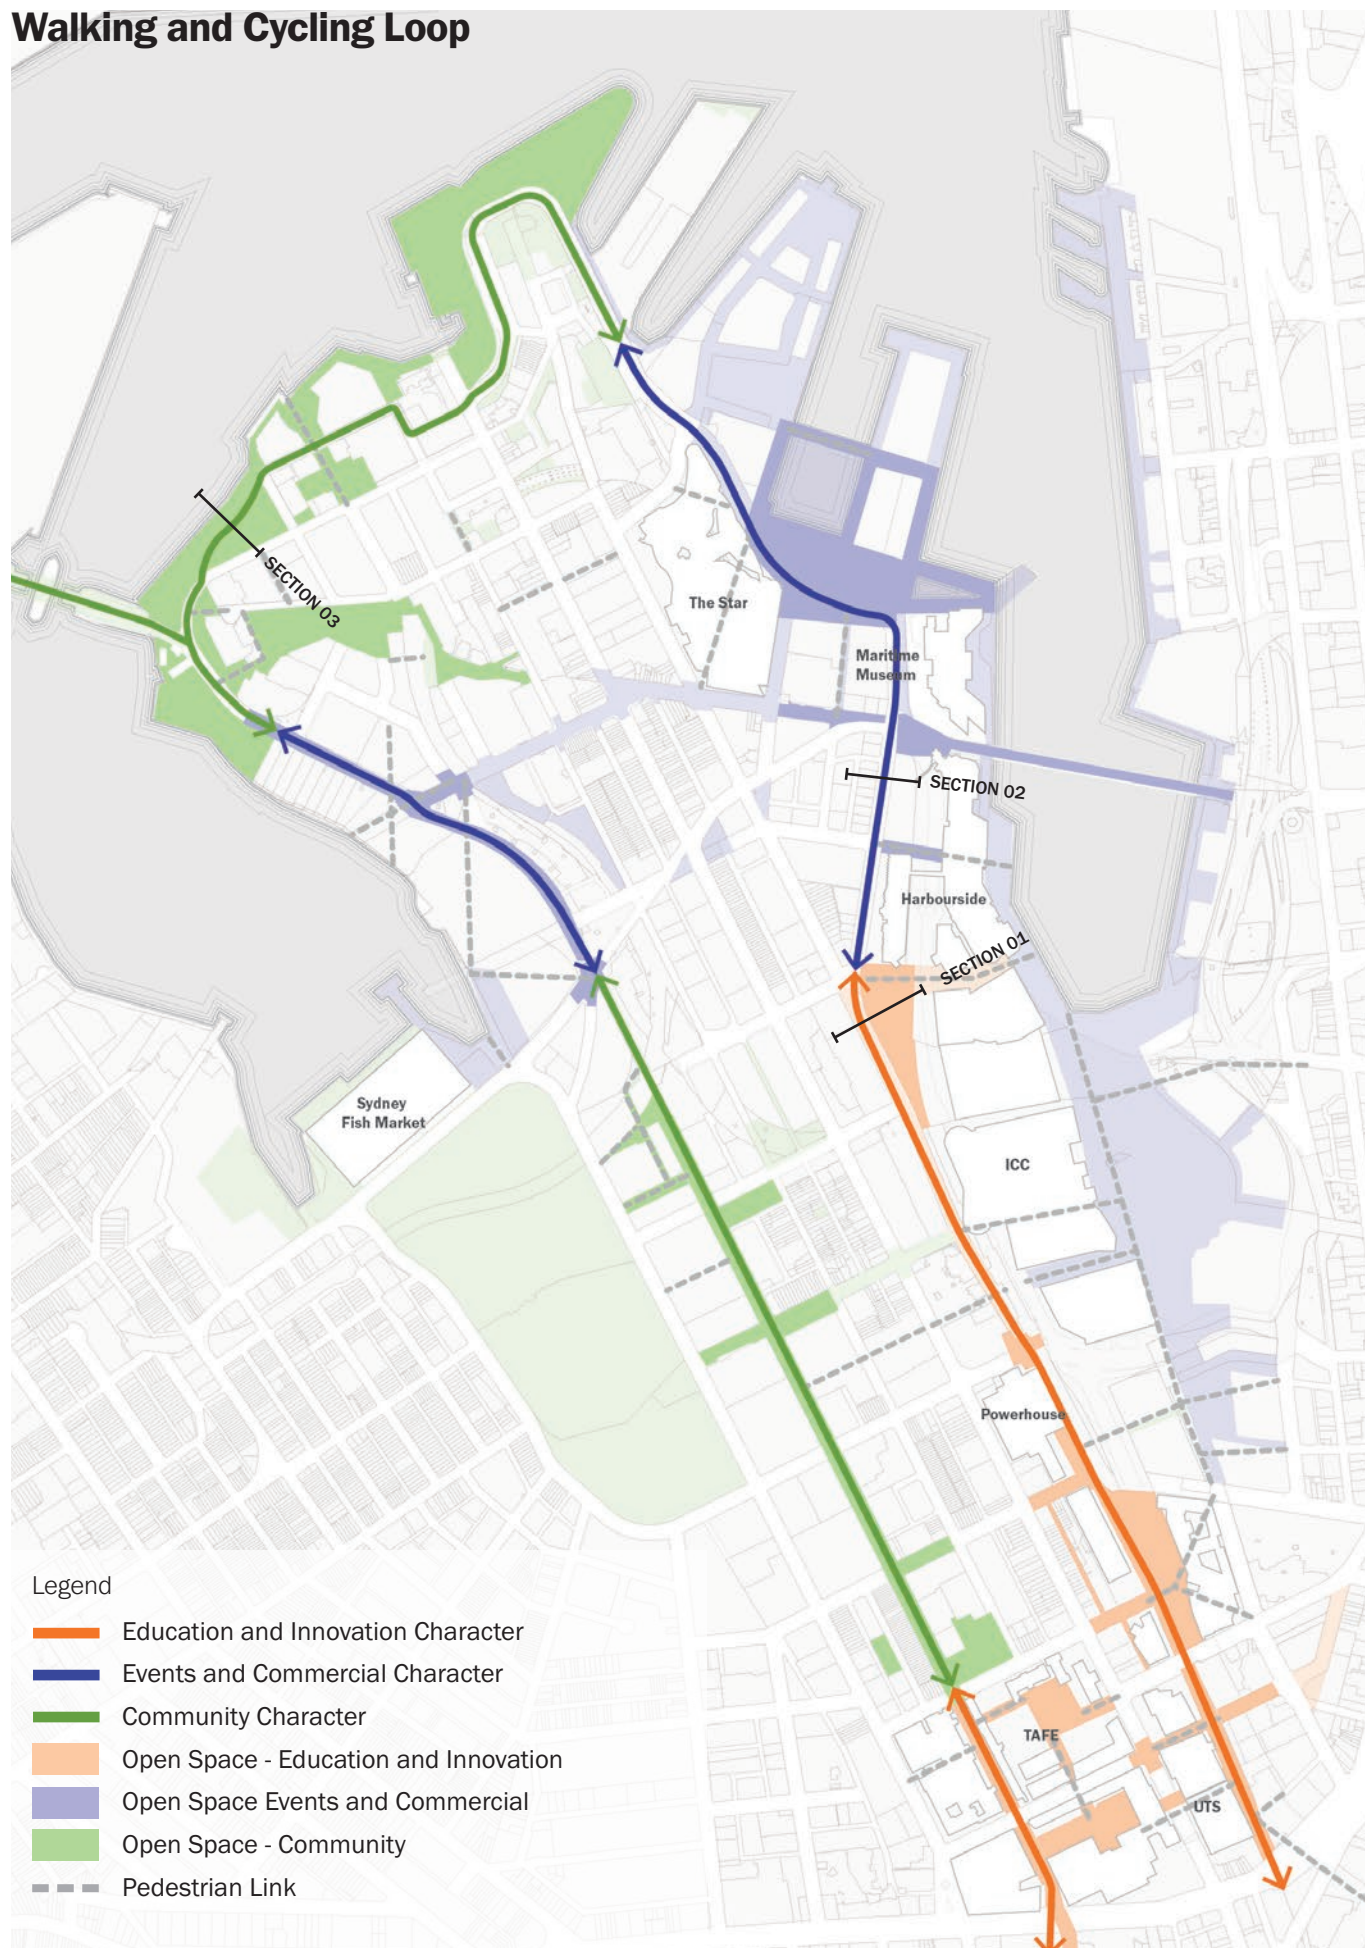 Walking and Cycling Loop
SECTION 03
The Star
Maritime
Museum
SECTION 02
Harbourside
SECTION 01
Sydney
Fish Market
ICC
Powerhouse
TAFE
UTS
Legend
Education and Innovation Character
Events and Commercial Character
Community Character
Open Space - Education and Innovation
Open Space Events and Commercial
Open Space - Community
Pedestrian Link